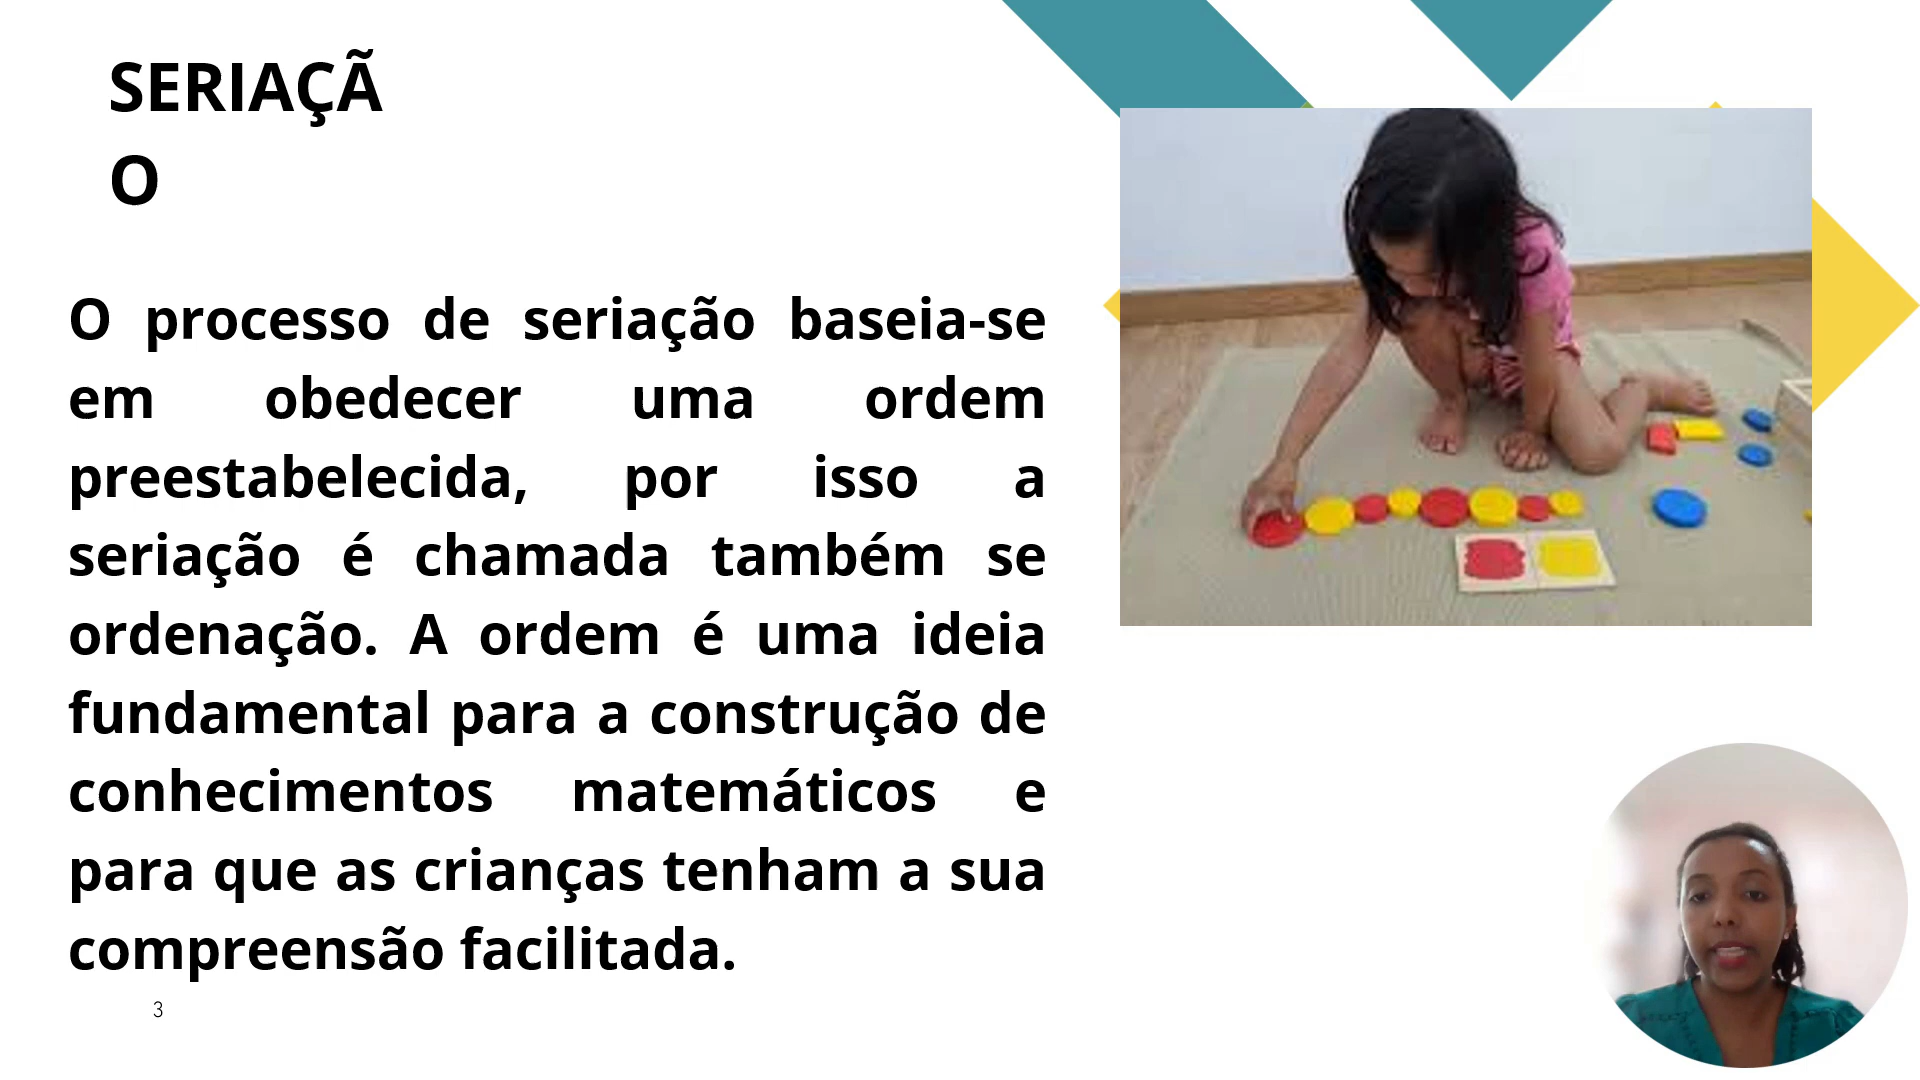 SERIAÇÃ
O
O processo de seriação baseia-se
em obedecer uma ordem
preestabelecida, por isso a
seriação é chamada também se
ordenação. A ordem é uma ideia
fundamental para a construção de
conhecimentos matemáticos e
para que as crianças tenham a sua
compreensão facilitada.
3